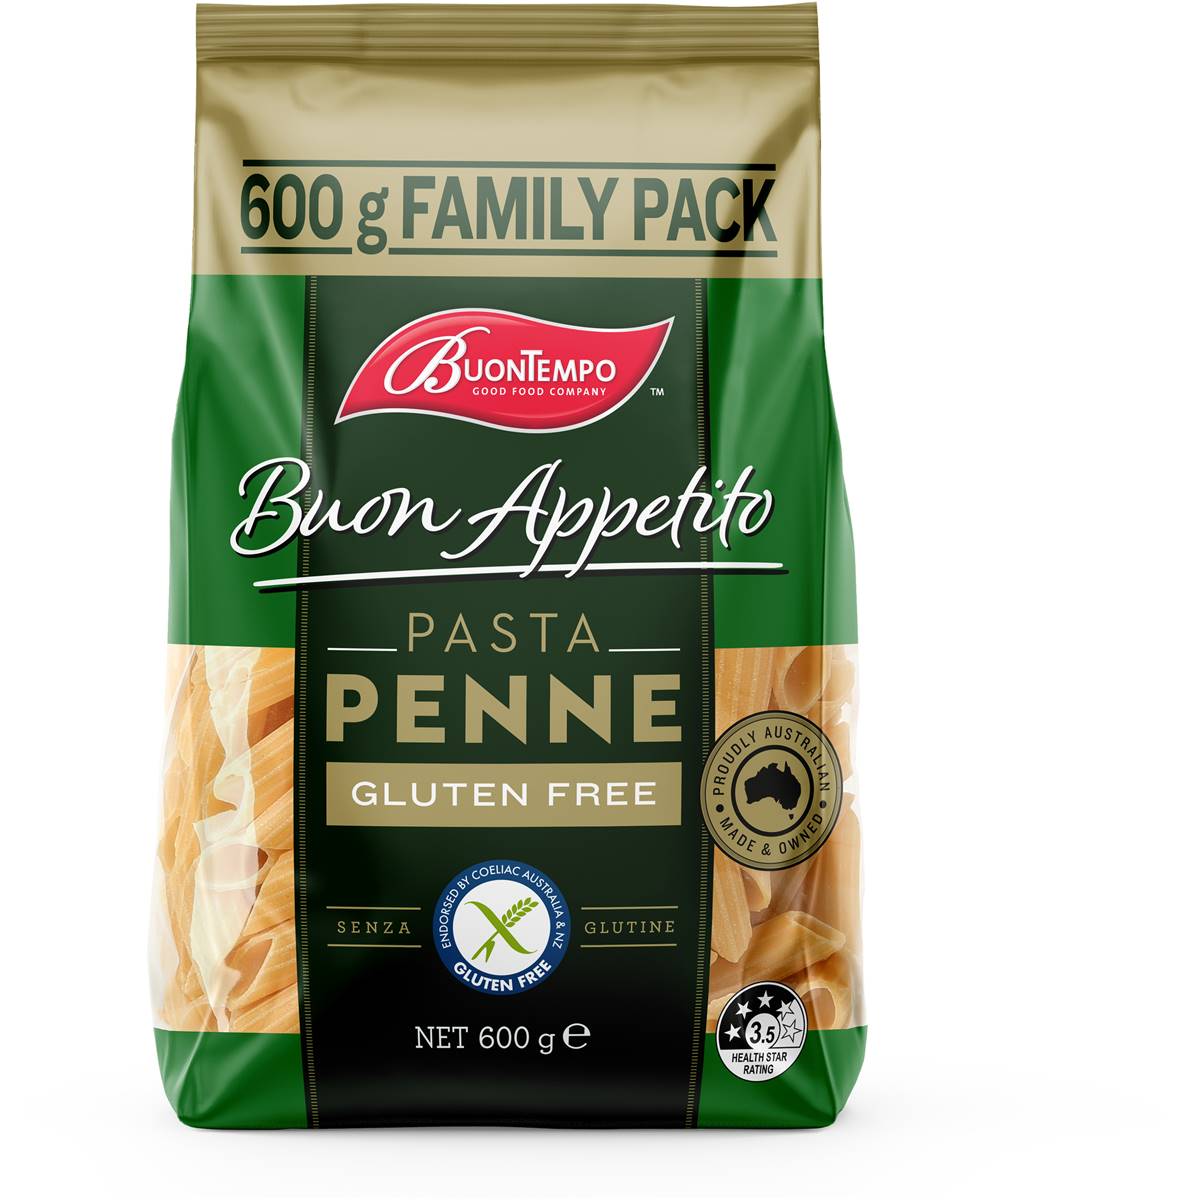 600 g FAMILY PACK
BUONTEMPO
GOOD FOOD COMPANY
TM
Buon Appetito
PASTA
PENNE
GLUTEN FREE
PROUDLY AUSTRALIAN
MADE & OWNED
ENDORSED BY COELIAC AUSTRALIA & NZ
GLUTEN FREE
SENZA
GLUTINE
NET 600 g ℮
3.5
HEALTH STAR
RATING